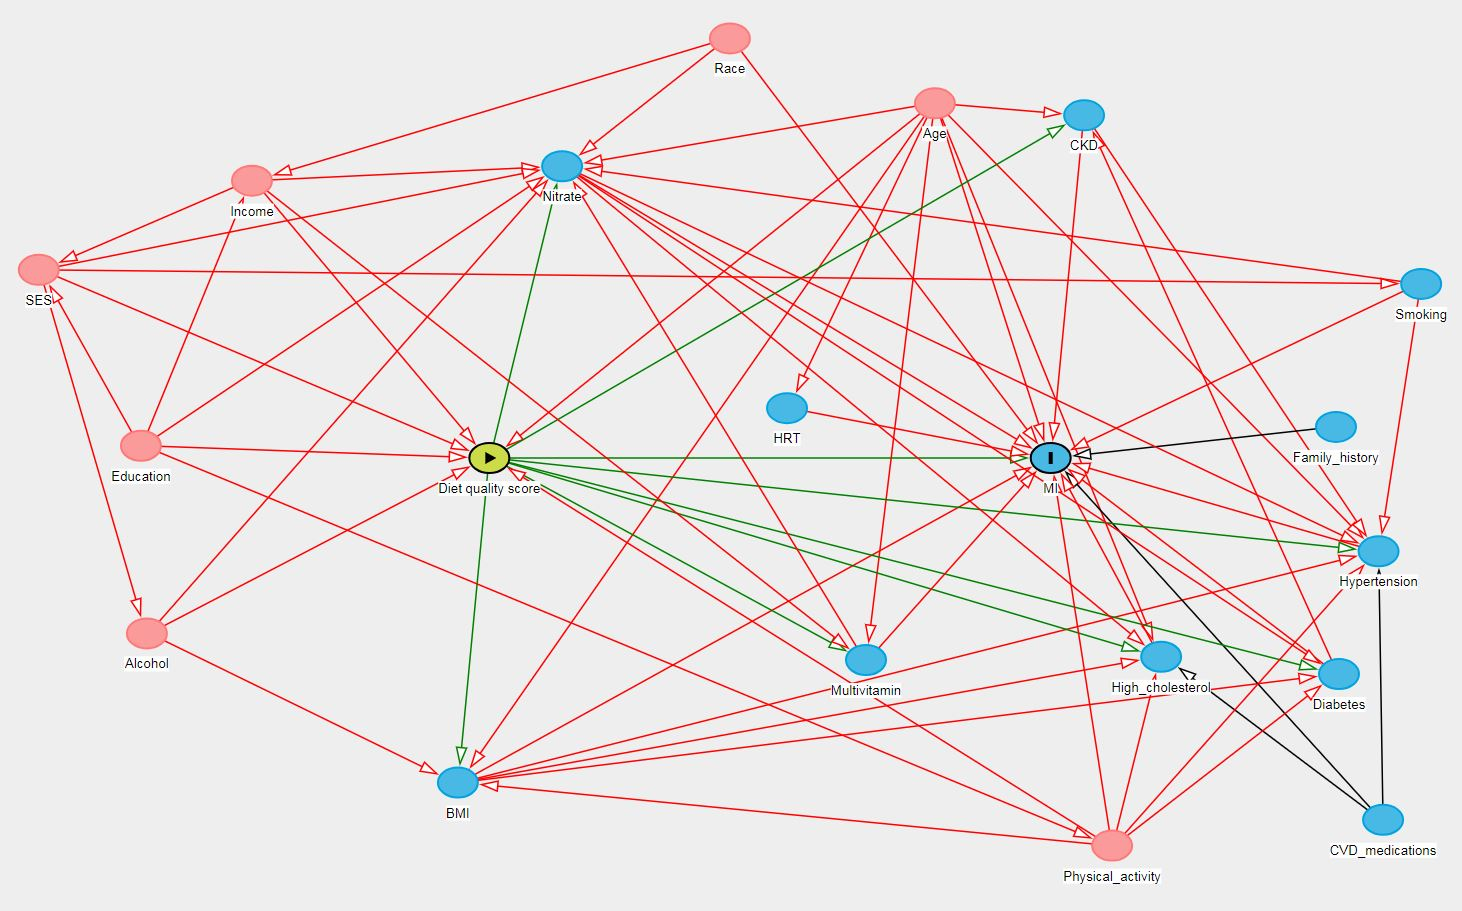 Race
Age
CKD
Nitrate
Income
SES
Smoking
HRT
Family_history
Education
Diet quality score
MI
Hypertension
Alcohol
Multivitamin
High_cholesterol
Diabetes
BMI
CVD_medications
Physical_activity